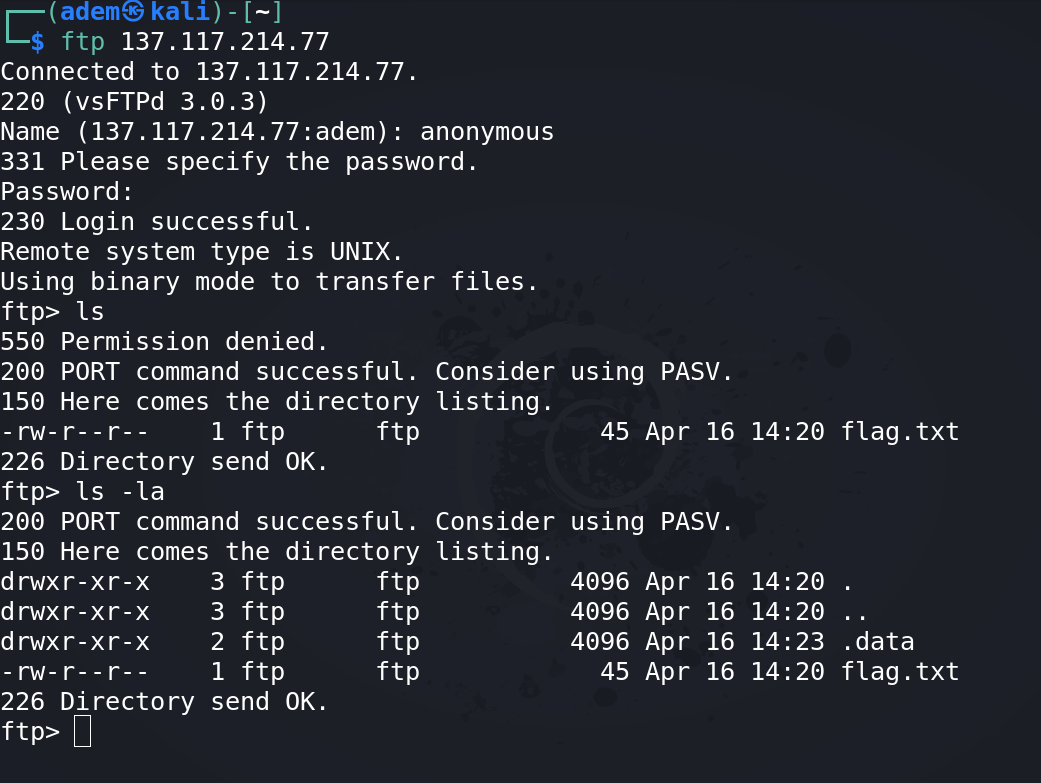 ┌──(adem㉿kali)-[~]
└─$ ftp 137.117.214.77
Connected to 137.117.214.77.
220 (vsFTPd 3.0.3)
Name (137.117.214.77:adem): anonymous
331 Please specify the password.
Password:
230 Login successful.
Remote system type is UNIX.
Using binary mode to transfer files.
ftp> ls
550 Permission denied.
200 PORT command successful. Consider using PASV.
150 Here comes the directory listing.
-rw-r--r--    1 ftp      ftp            45 Apr 16 14:20 flag.txt
226 Directory send OK.
ftp> ls -la
200 PORT command successful. Consider using PASV.
150 Here comes the directory listing.
drwxr-xr-x    3 ftp      ftp          4096 Apr 16 14:20 .
drwxr-xr-x    3 ftp      ftp          4096 Apr 16 14:20 ..
drwxr-xr-x    2 ftp      ftp          4096 Apr 16 14:23 .data
-rw-r--r--    1 ftp      ftp            45 Apr 16 14:20 flag.txt
226 Directory send OK.
ftp>